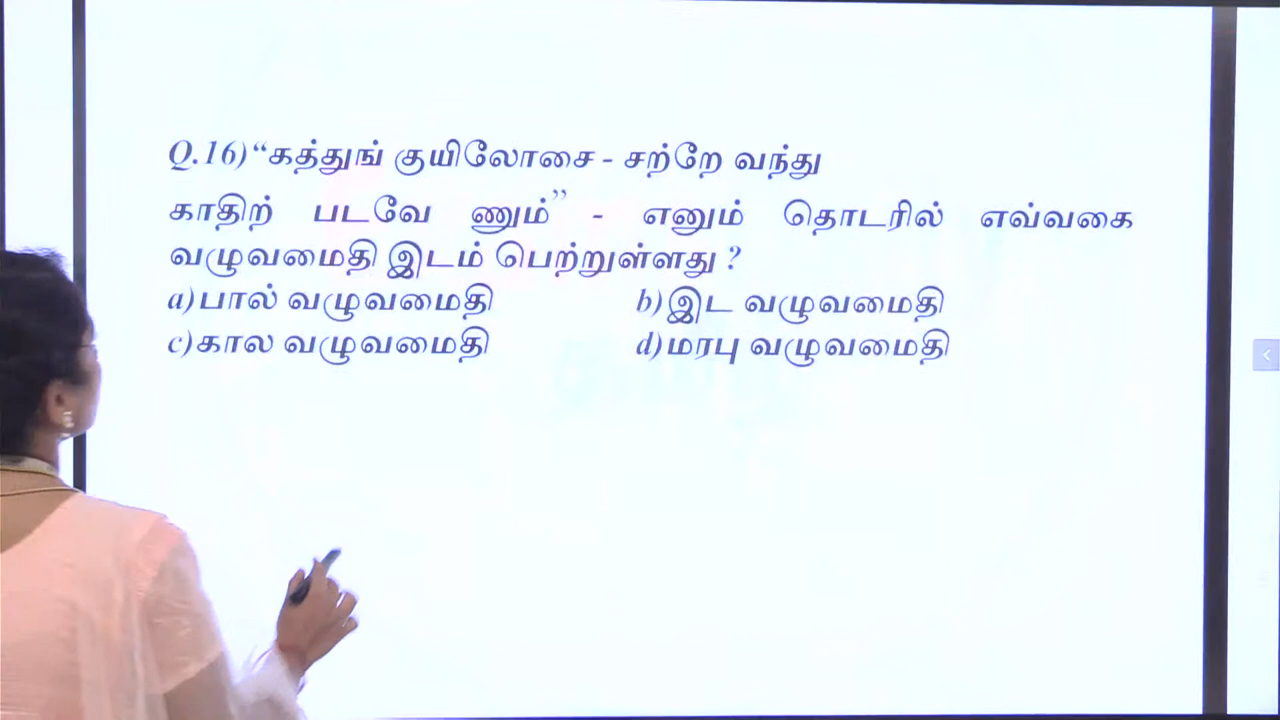 Q.16)“கத்துங் குயிலோசை - சற்றே வந்து
காதிற் படவே ணும்” - எனும் தொடரில் எவ்வகை
வழுவமைதி இடம் பெற்றுள்ளது ?
a)பால் வழுவமைதி b)இட வழுவமைதி
c)கால வழுவமைதி d)மரபு வழுவமைதி